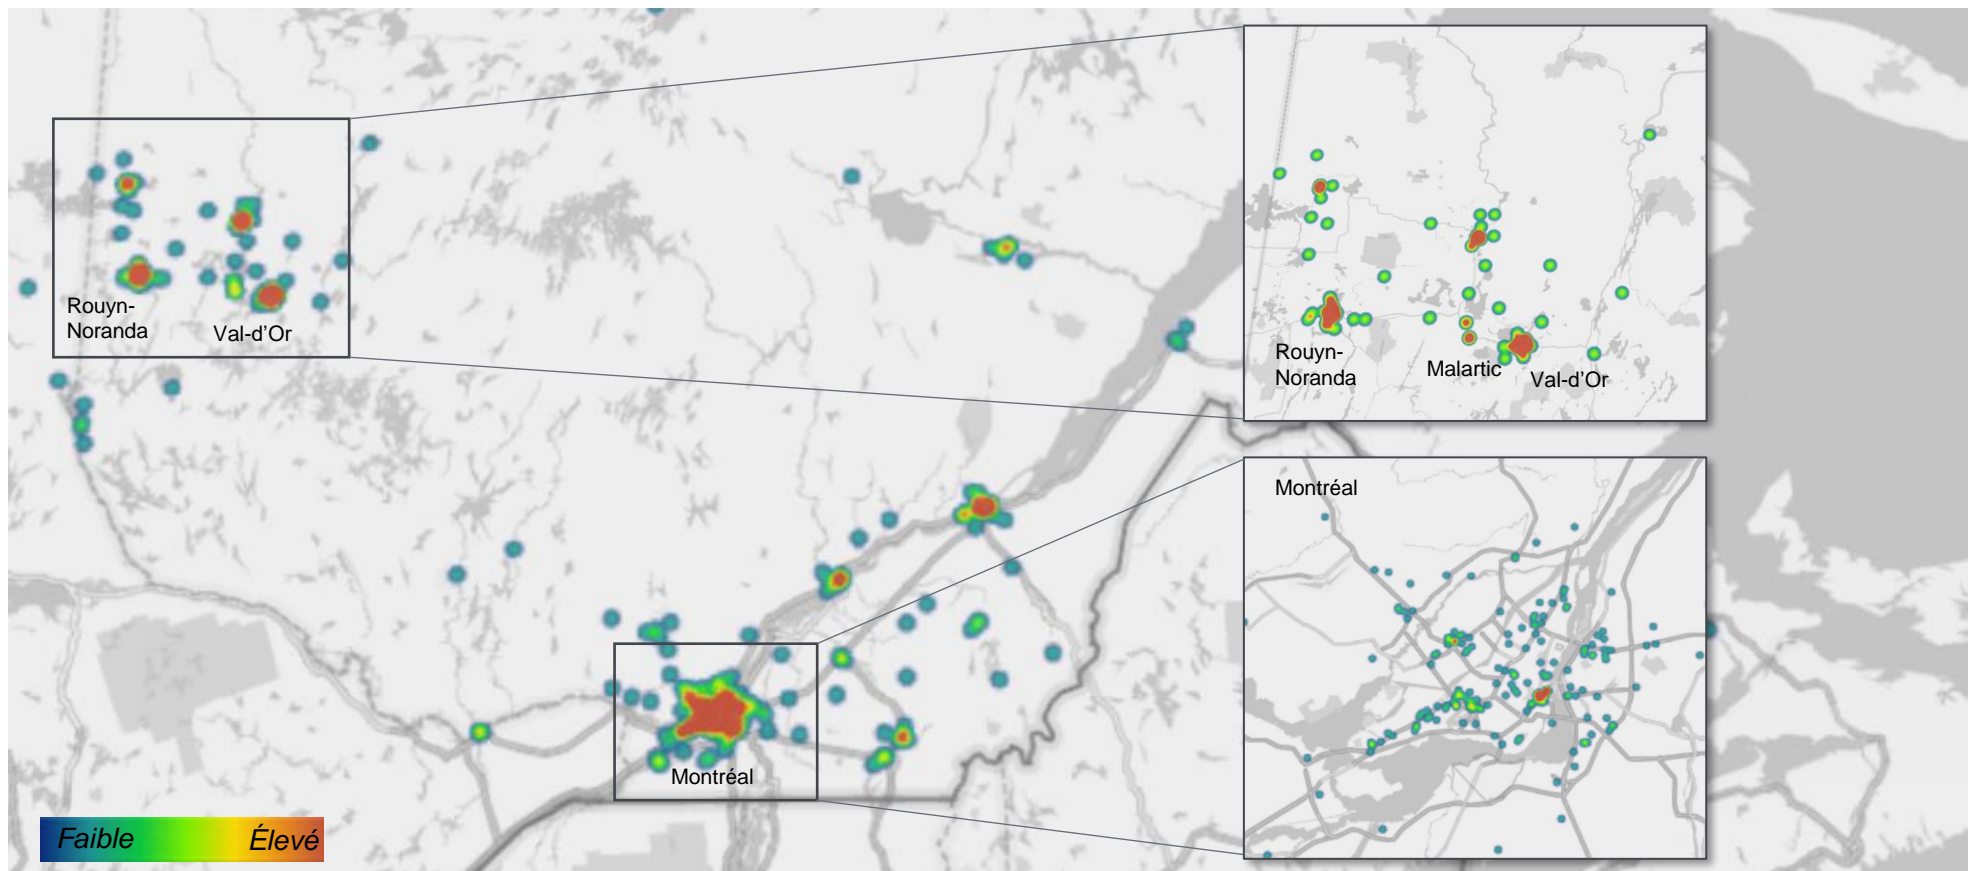 Rouyn-
Noranda
Val-d'Or
Rouyn-
Noranda
Malartic
Val-d'Or
Montréal
Montréal
Faible
Élevé